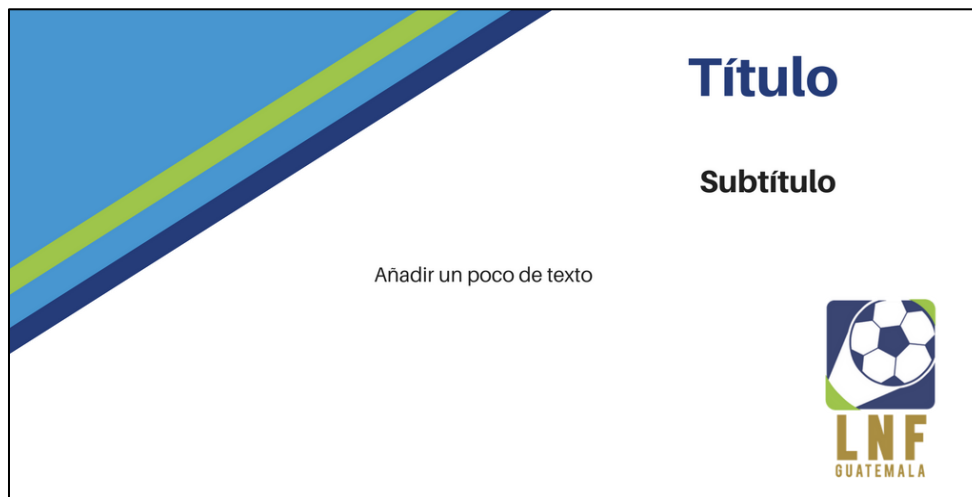 Título
Subtítulo
Añadir un poco de texto
LNF
GUATEMALA